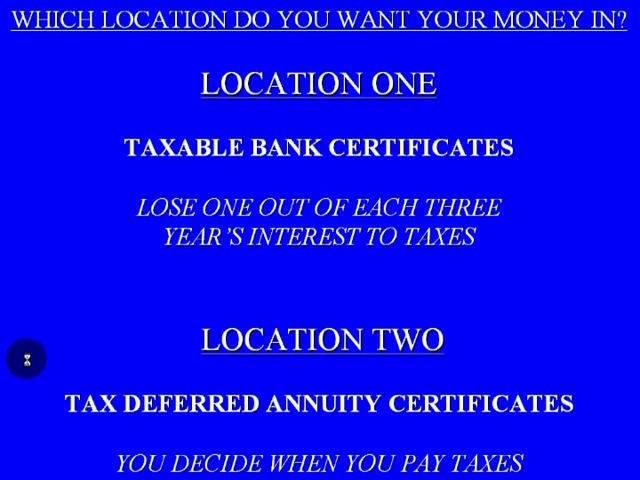 WHICH LOCATION DO YOU WANT YOUR MONEY IN?
LOCATION ONE
TAXABLE BANK CERTIFICATES
LOSE ONE OUT OF EACH THREE
YEAR'S INTEREST TO TAXES
LOCATION TWO
TAX DEFERRED ANNUITY CERTIFICATES
YOU DECIDE WHEN YOU PAY TAXES